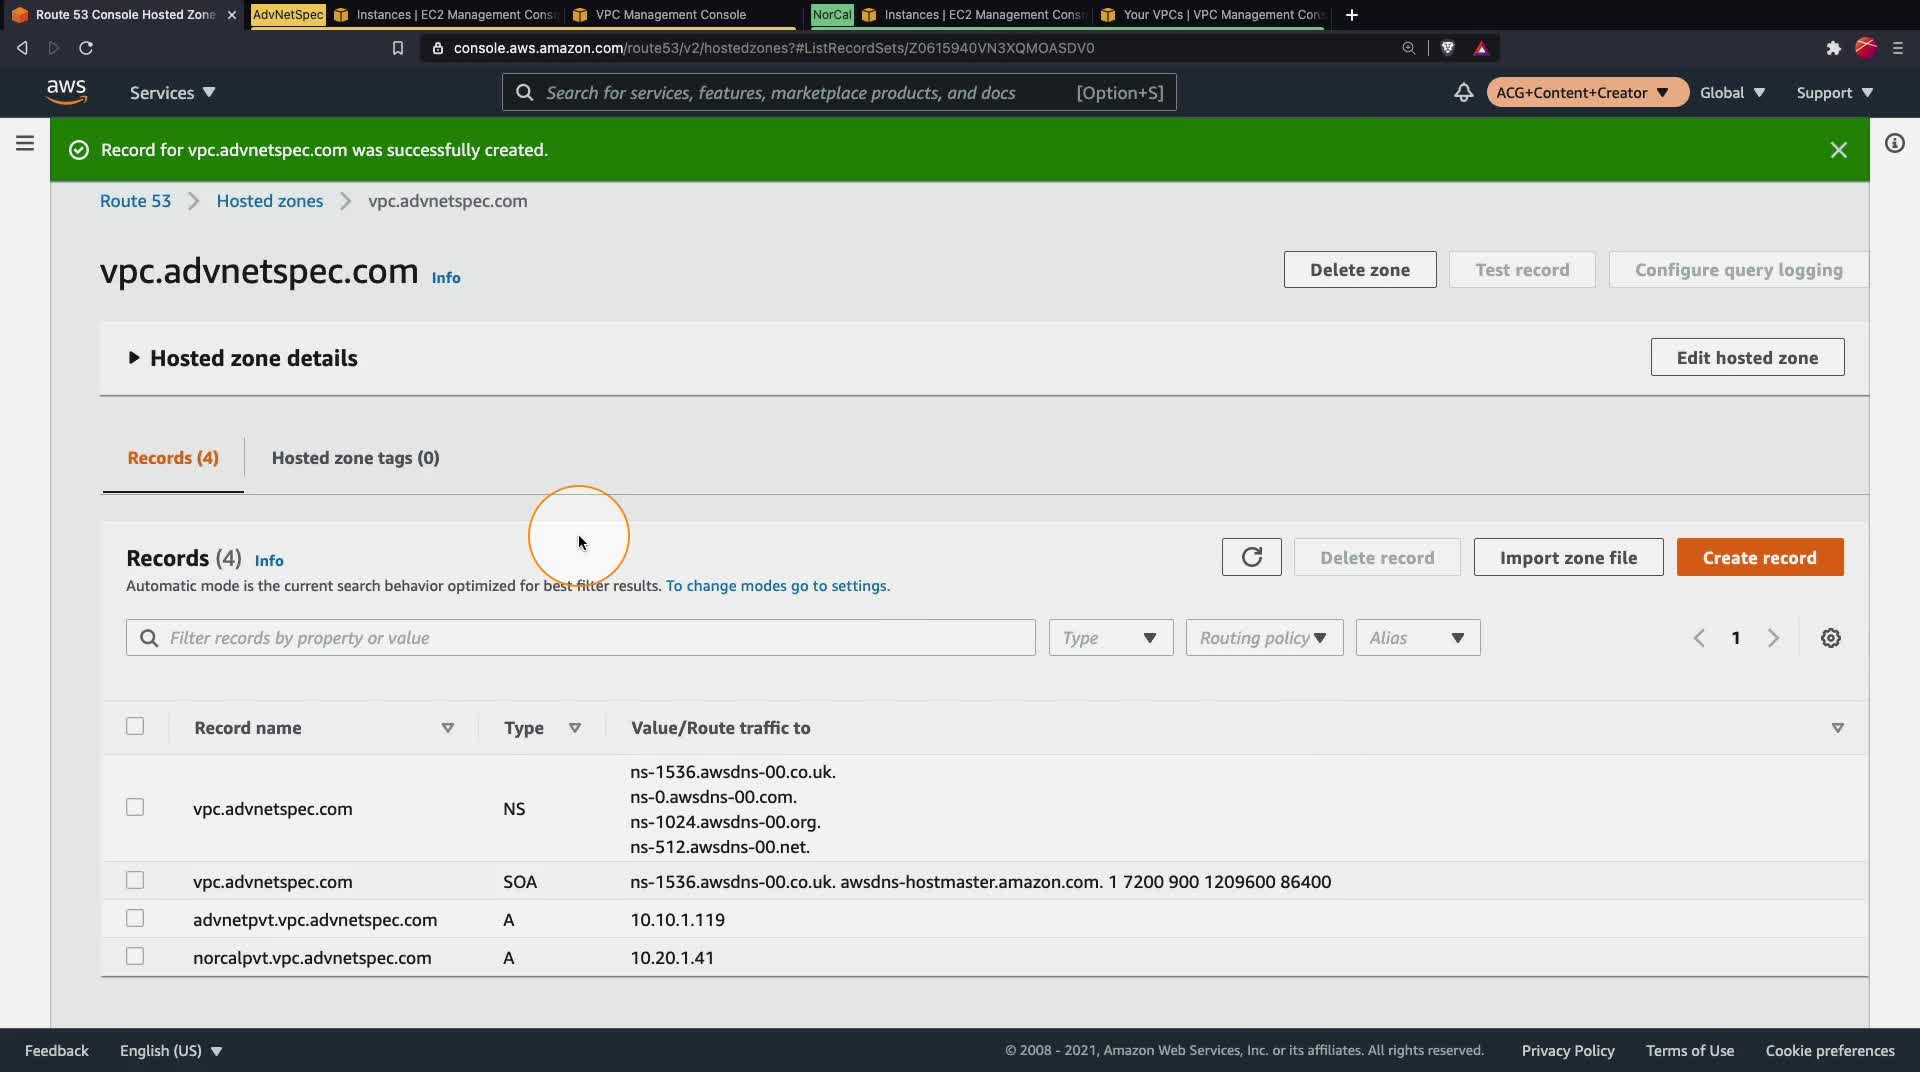 Route 53 Console Hosted Zone
AdvNetSpec
Instances | EC2 Management Cons
VPC Management Console
NorCal
Instances | EC2 Management Cons
Your VPCs | VPC Management Con
console.aws.amazon.com/route53/v2/hostedzones?#ListRecordSets/Z0615940VN3XQMOASDV0
aws
Services
Search for services, features, marketplace products, and docs [Option+S]
ACG+Content+Creator
Global
Support
Record for vpc.advnetspec.com was successfully created.
Route 53 > Hosted zones > vpc.advnetspec.com
vpc.advnetspec.com Info
Delete zone
Test record
Configure query logging
Hosted zone details
Edit hosted zone
Records (4)
Hosted zone tags (0)
Records (4) Info
Automatic mode is the current search behavior optimized for best filter results. To change modes go to settings.
Delete record
Import zone file
Create record
Filter records by property or value
Type
Routing policy
Alias
1
Record name
Type
Value/Route traffic to
vpc.advnetspec.com
NS
ns-1536.awsdns-00.co.uk.
ns-0.awsdns-00.com.
ns-1024.awsdns-00.org.
ns-512.awsdns-00.net.
vpc.advnetspec.com SOA ns-1536.awsdns-00.co.uk. awsdns-hostmaster.amazon.com. 1 7200 900 1209600 86400
advnetpvt.vpc.advnetspec.com A 10.10.1.119
norcalpvt.vpc.advnetspec.com A 10.20.1.41
Feedback
English (US)
© 2008 - 2021, Amazon Web Services, Inc. or its affiliates. All rights reserved.
Privacy Policy
Terms of Use
Cookie preferences